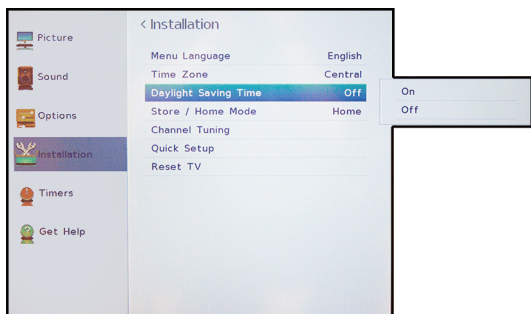 < Installation
Picture
Sound
Options
Installation
Timers
Get Help
Menu Language English
Time Zone Central
Daylight Saving Time Off
Store / Home Mode Home
Channel Tuning
Quick Setup
Reset TV
On
Off